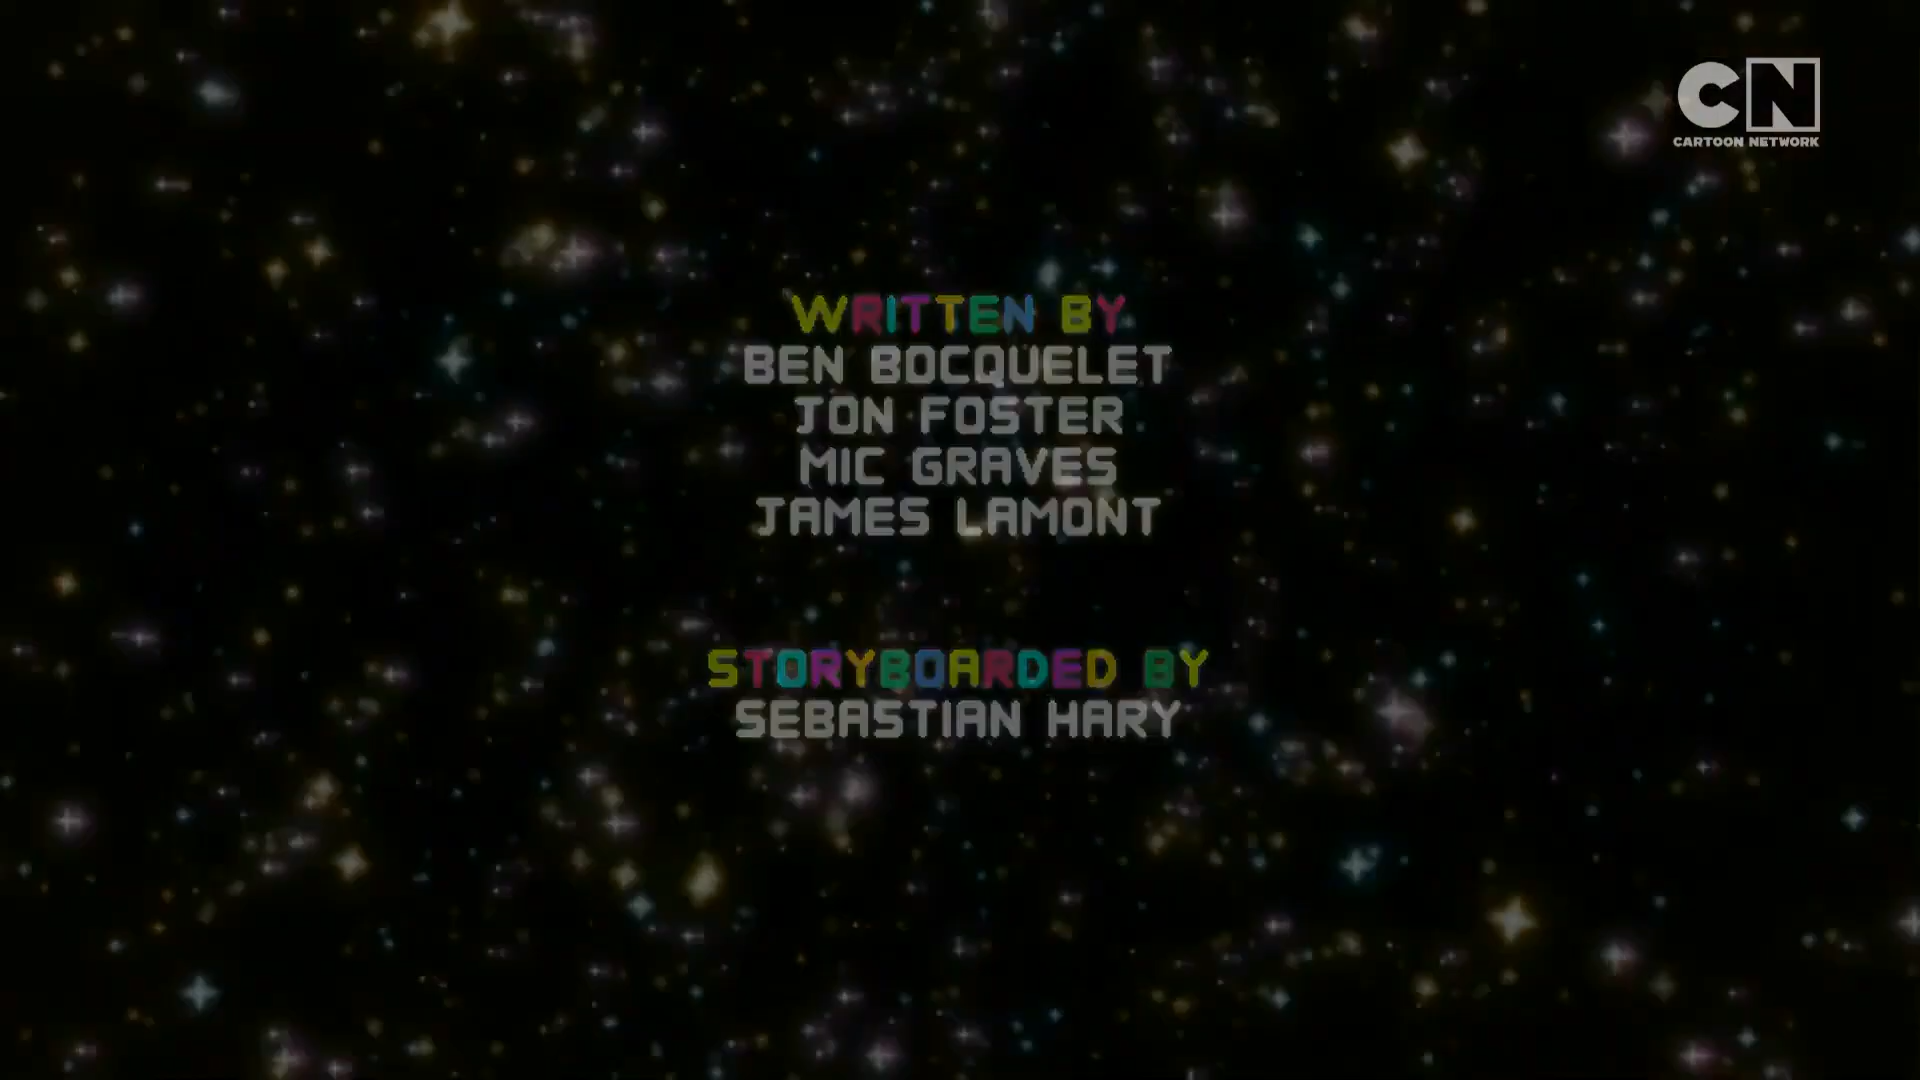 CN
CARTOON NETWORK
WRITTEN BY
BEN BOCQUELET
JON FOSTER
MIC GRAVES
JAMES LAMONT
STORYBOARDED BY
SEBASTIAN HARY